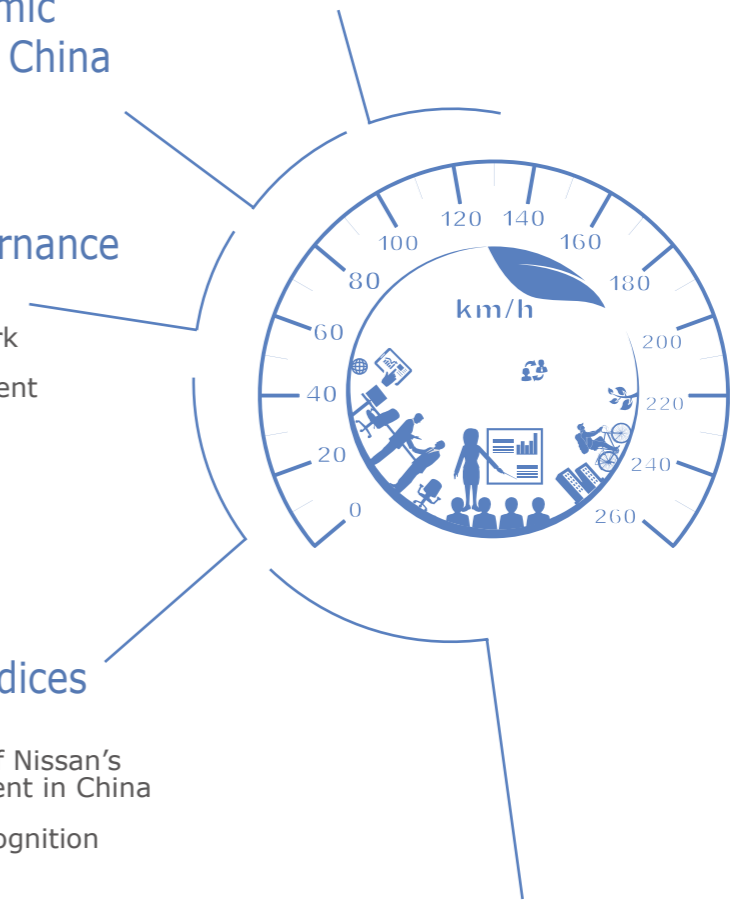 mic
China
rnance
rk
ent
dices
f Nissan’s
ent in China
ognition
0
20
40
60
80
100
120
140
160
180
200
220
240
260
km/h